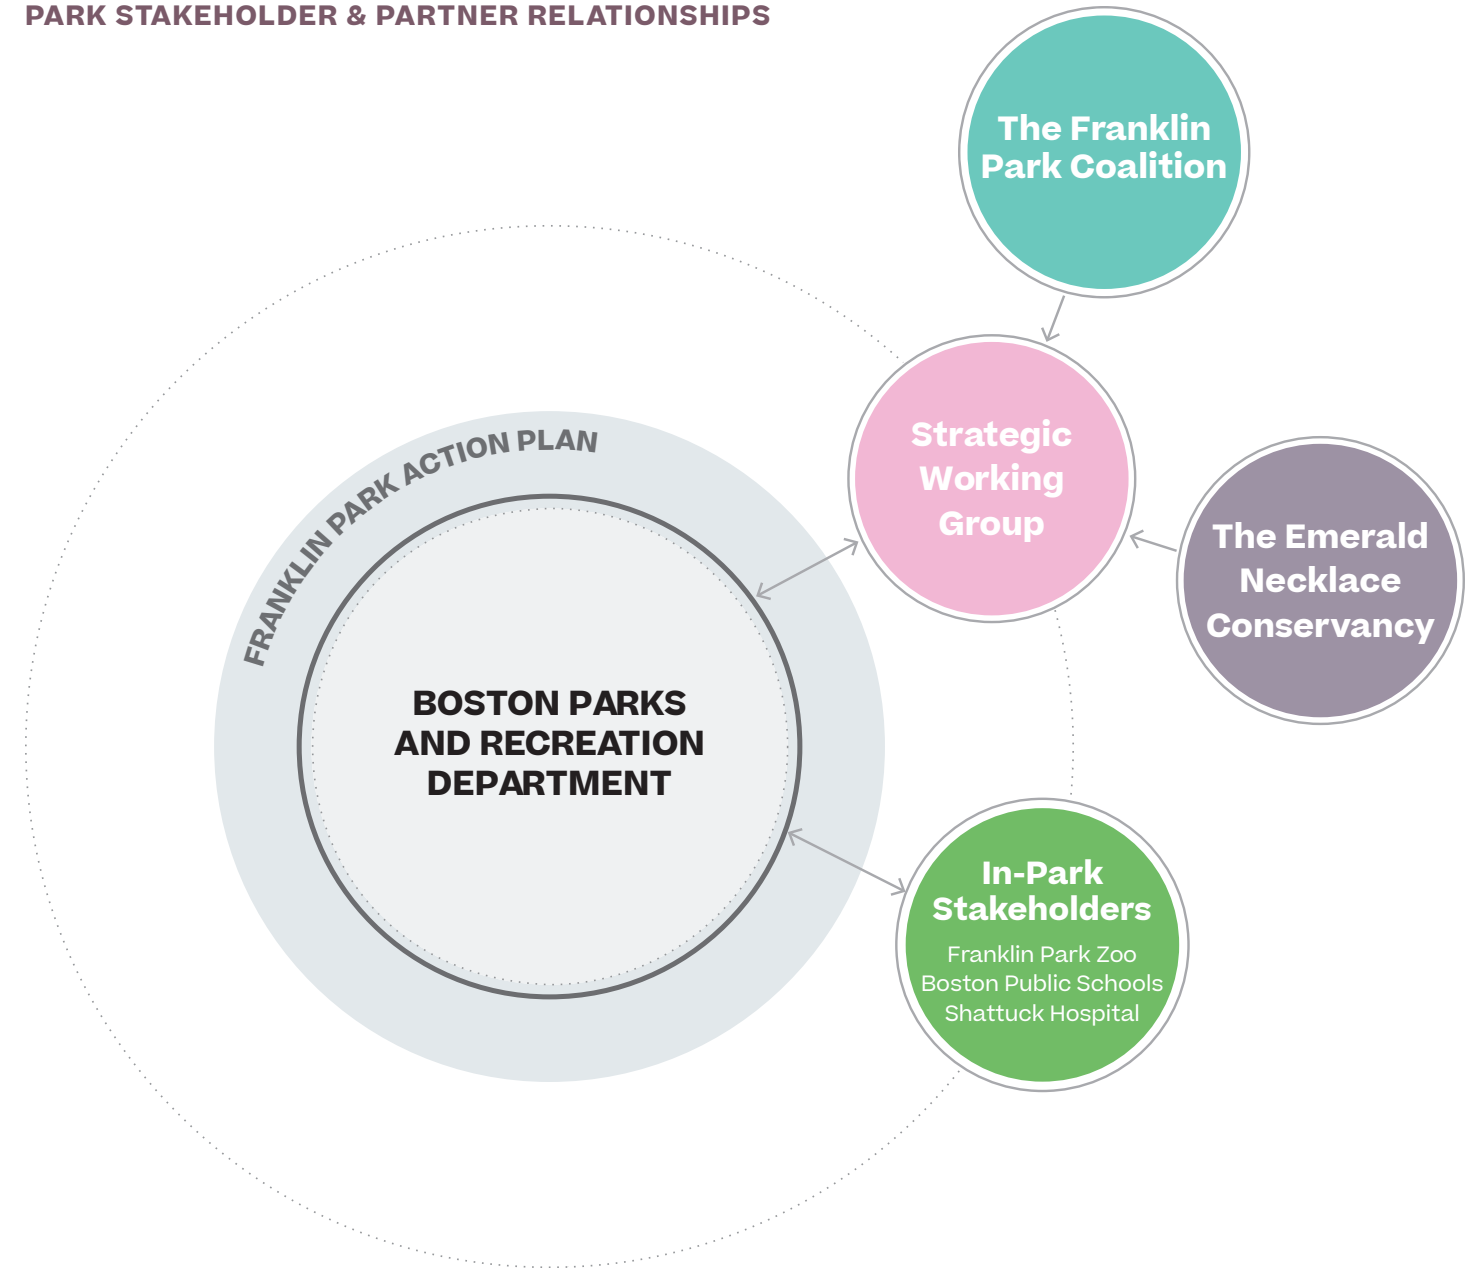 PARK STAKEHOLDER & PARTNER RELATIONSHIPS
The Franklin
Park Coalition
Strategic
Working
Group
The Emerald
Necklace
Conservancy
FRANKLIN PARK ACTION PLAN
BOSTON PARKS
AND RECREATION
DEPARTMENT
In-Park
Stakeholders
Franklin Park Zoo
Boston Public Schools
Shattuck Hospital